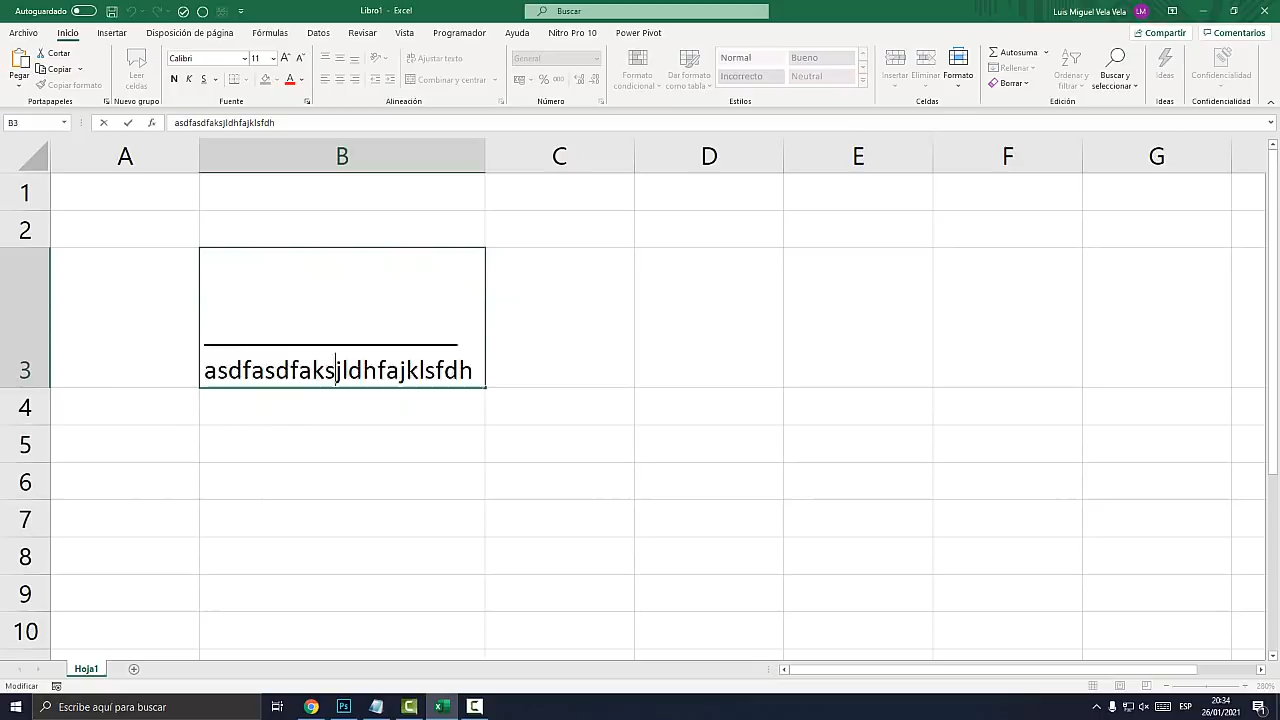 Autoguardado
Libro1 - Excel
Buscar
Luis Miguel Vela Vela
LM
Archivo
Inicio
Insertar
Disposición de página
Fórmulas
Datos
Revisar
Vista
Programador
Ayuda
Nitro Pro 10
Power Pivot
Compartir
Comentarios
Pegar
Cortar
Copiar
Copiar formato
Portapapeles
Leer celdas
Nuevo grupo
Calibri
11
N K S
Fuente
Ajustar texto
Combinar y centrar
Alineación
General
% 000
Número
Formato condicional
Dar formato como tabla
Normal
Bueno
Incorrecto
Neutral
Estilos
Insertar
Eliminar
Formato
Celdas
Autosuma
Rellenar
Borrar
Ordenar y filtrar
Buscar y seleccionar
Edición
Ideas
Ideas
Confidencialidad
Confidencialidad
B3
fx
asdfasdfaksjldhfajklsfdh
A B C D E F G
1
2
3
asdfasdfaksjldhfajklsfdh
4
5
6
7
8
9
10
Hoja1
Modificar
280%
Escribe aquí para buscar
ESP
20:34
26/01/2021